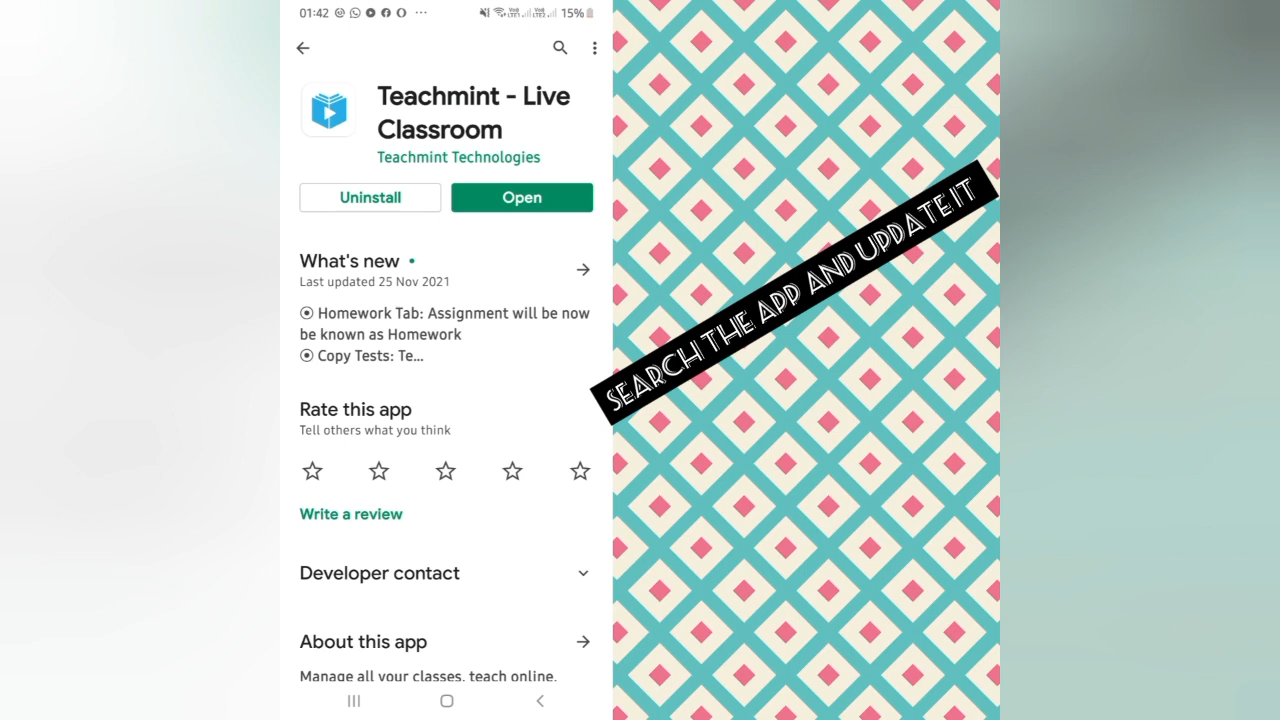 01:42
15%
Teachmint - Live
Classroom
Teachmint Technologies
Uninstall
Open
What's new
Last updated 25 Nov 2021
Homework Tab: Assignment will be now
be known as Homework
Copy Tests: Te...
Rate this app
Tell others what you think
Write a review
Developer contact
About this app
Manage all your classes, teach online,
SEARCH THE APP AND UPDATE IT